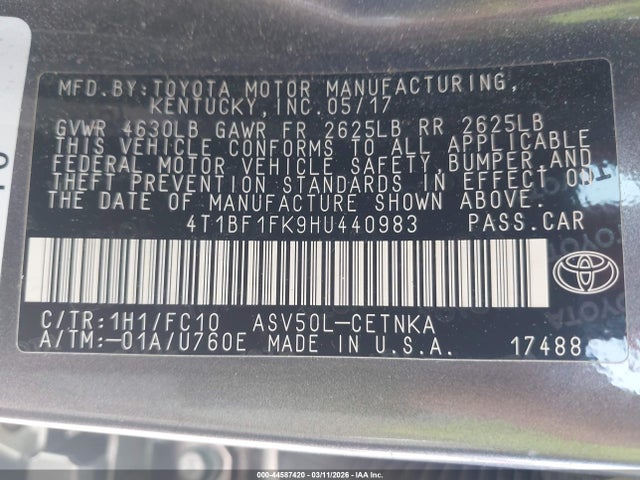 MFD.BY:TOYOTA MOTOR MANUFACTURING,
KENTUCKY,INC.05/17
GVWR 4630LB GAWR FR 2625LB RR 2625LB
THIS VEHICLE CONFORMS TO ALL APPLICABLE
FEDERAL MOTOR VEHICLE SAFETY,BUMPER,AND
THEFT PREVENTION STANDARDS IN EFFECT ON
THE DATE OF MANUFACTURE SHOWN ABOVE.
4T1BF1FK9HU440983 PASS.CAR
C/TR:1H1/FC10 ASV50L-CETNKA
A/TM:-01A/U760E MADE IN U.S.A. 17488
000-44587420 - 03/11/2026 - IAA Inc.